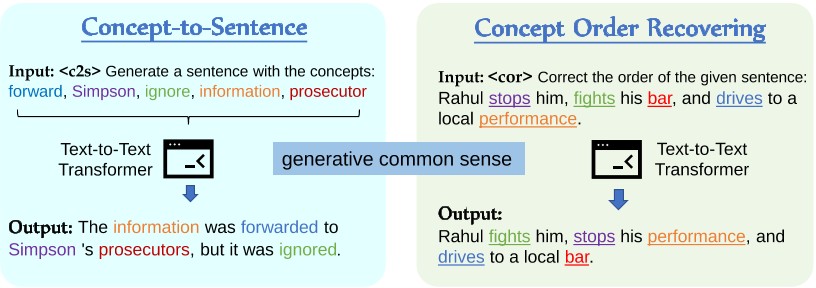 Concept-to-Sentence
Input: <c2s> Generate a sentence with the concepts:
forward, Simpson, ignore, information, prosecutor
Text-to-Text
Transformer
Output: The information was forwarded to
Simpson 's prosecutors, but it was ignored.
generative common sense
Concept Order Recovering
Input: <cor> Correct the order of the given sentence:
Rahul stops him, fights his bar, and drives to a
local performance.
Text-to-Text
Transformer
Output:
Rahul fights him, stops his performance, and
drives to a local bar.